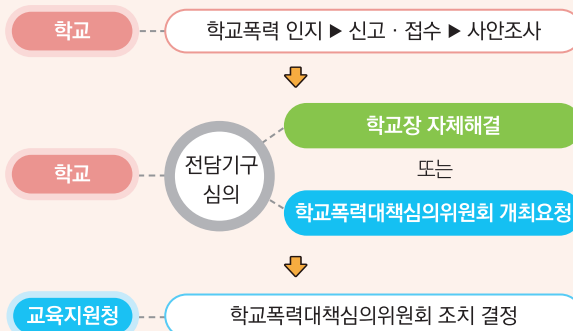 학교
학교폭력 인지 ▶ 신고 · 접수 ▶ 사안조사
학교
전담기구
심의
학교장 자체해결
또는
학교폭력대책심의위원회 개최요청
교육지원청
학교폭력대책심의위원회 조치 결정